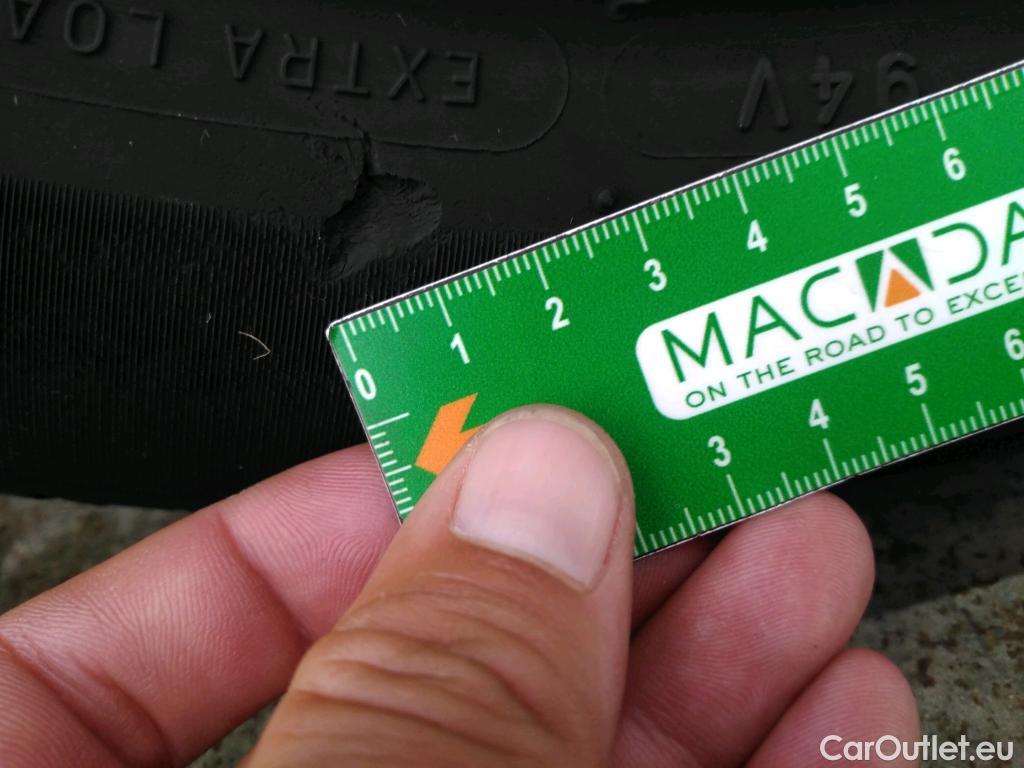 EXTRA LOA
94V
0 1 2 3 4 5 6
MACADA
ON THE ROAD TO EXCE
3 4 5 6
CarOutlet.eu